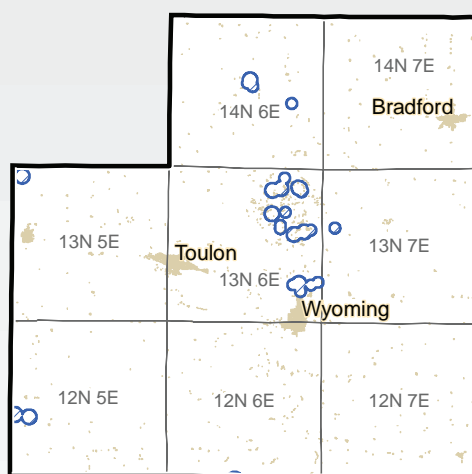 14N 7E
Bradford
14N 6E
13N 5E
Toulon
13N 7E
13N 6E
Wyoming
12N 5E
12N 6E
12N 7E